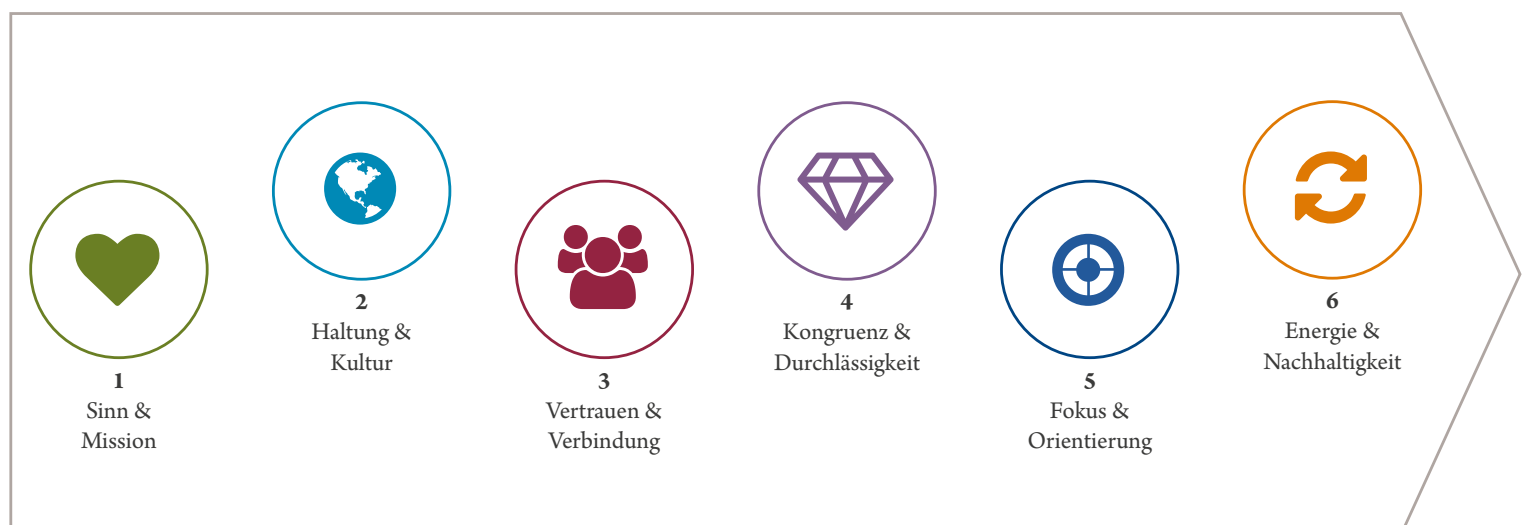 1
Sinn &
Mission
2
Haltung &
Kultur
3
Vertrauen &
Verbindung
4
Kongruenz &
Durchlässigkeit
5
Fokus &
Orientierung
6
Energie &
Nachhaltigkeit